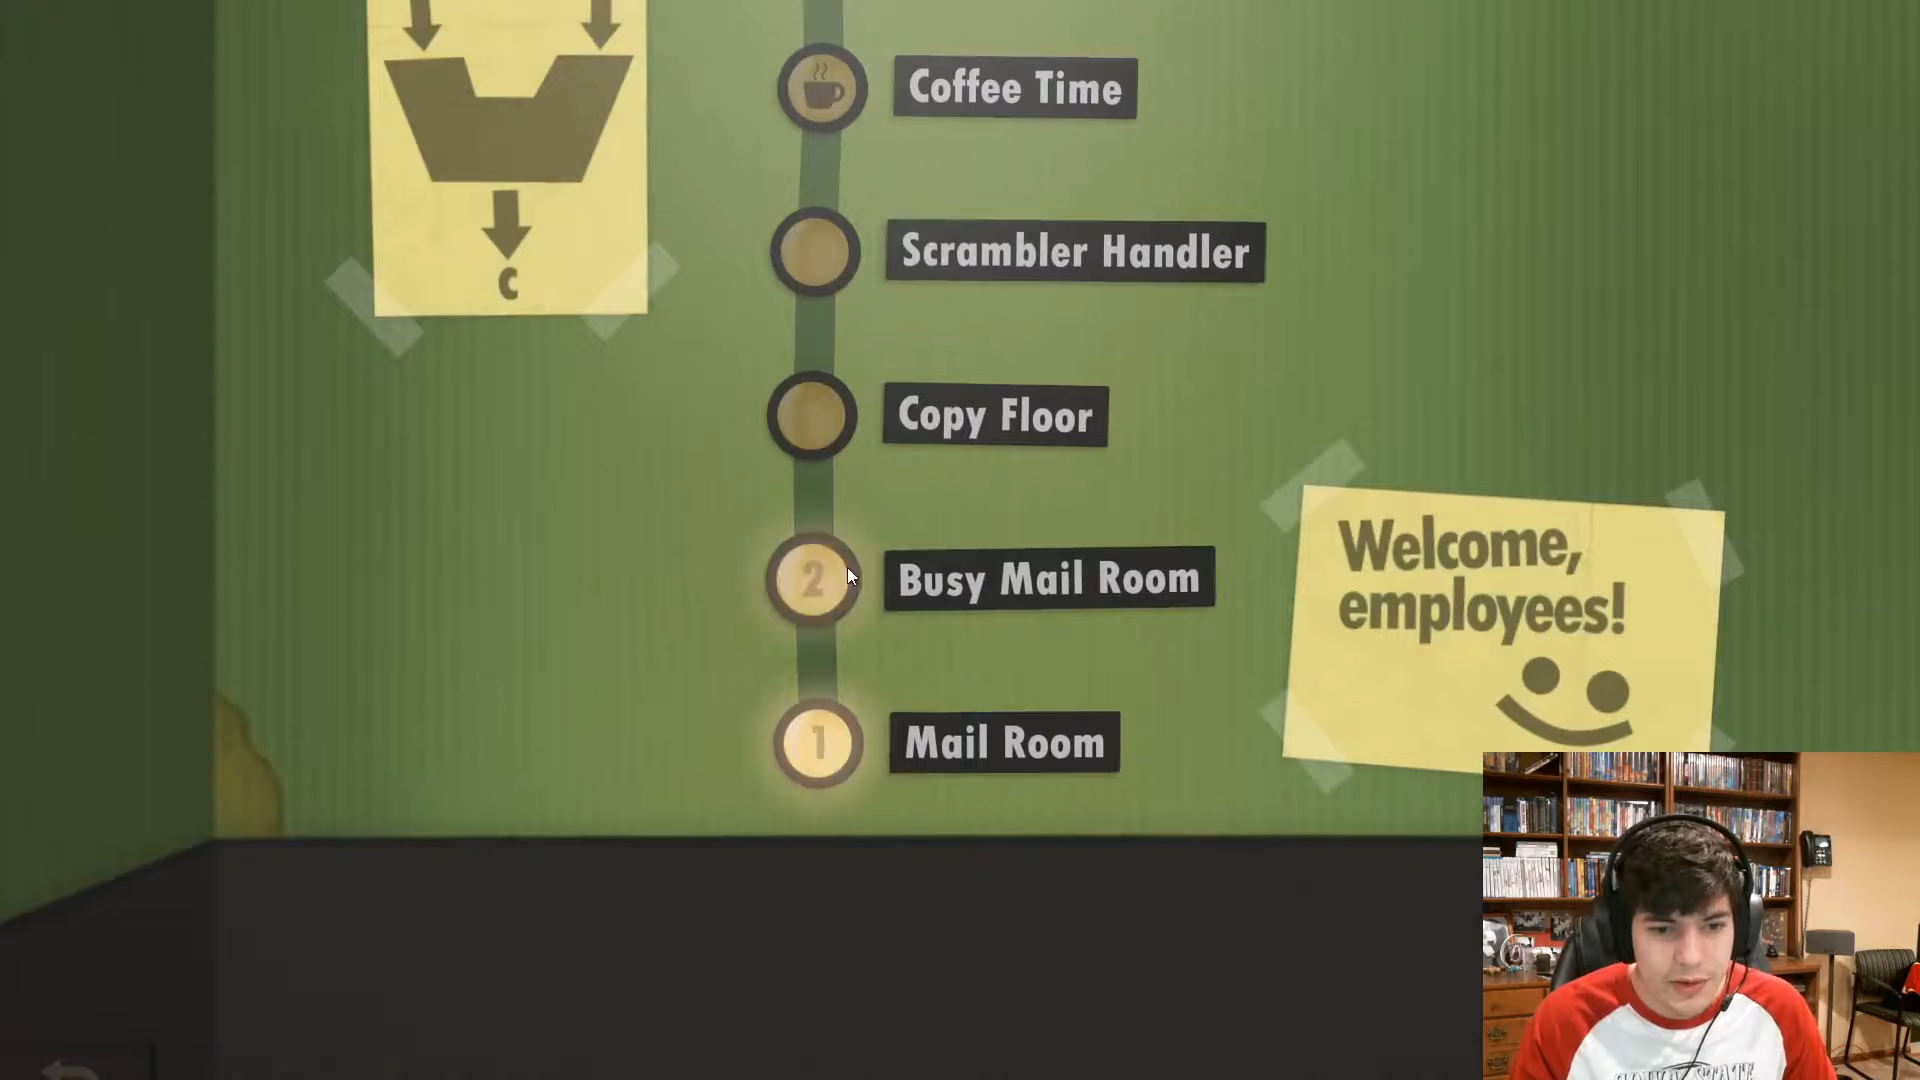 Coffee Time
Scrambler Handler
C
Copy Floor
Welcome,
employees!
2
Busy Mail Room
1
Mail Room